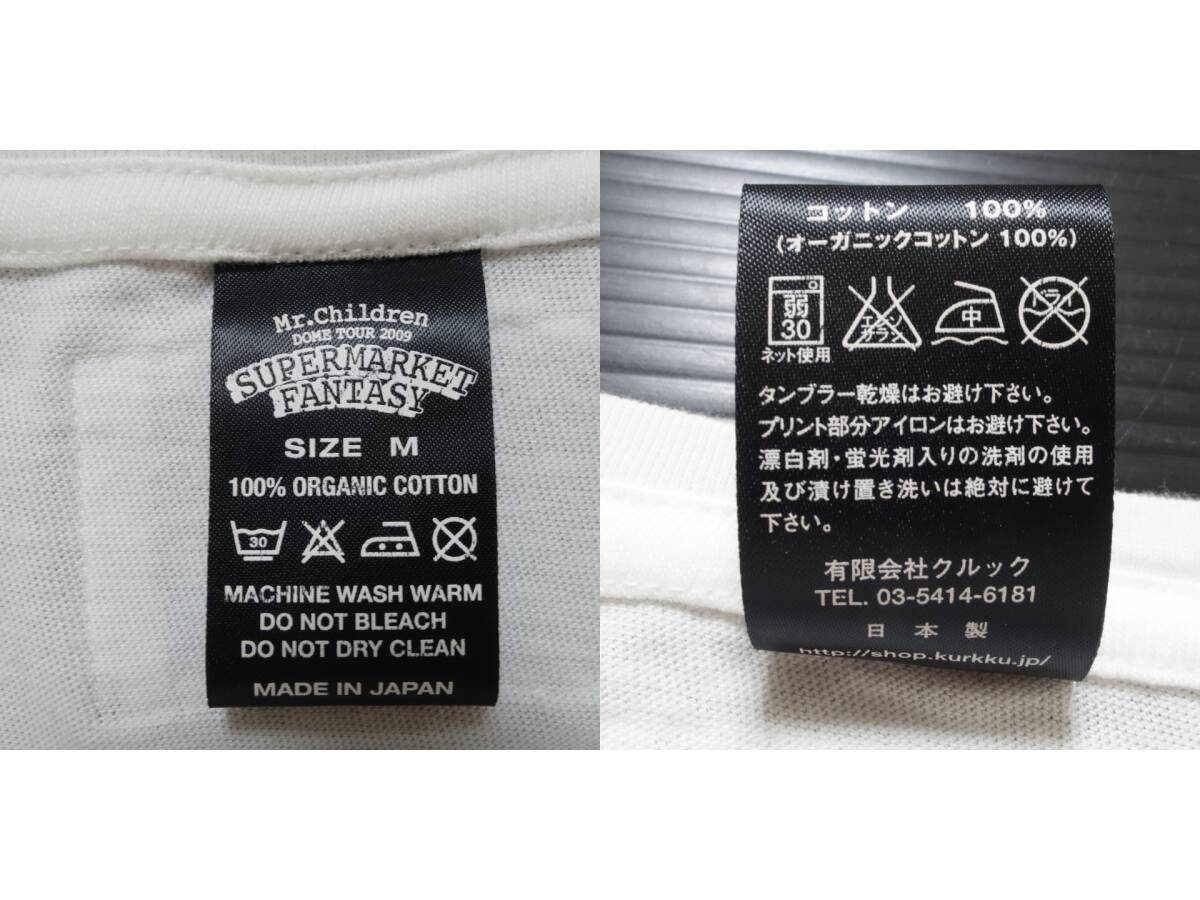 Mr.Children
DOME TOUR 2009
SUPERMARKET
FANTASY
SIZE M
100% ORGANIC COTTON
30
MACHINE WASH WARM
DO NOT BLEACH
DO NOT DRY CLEAN
MADE IN JAPAN
コットン 100%
(オーガニックコットン 100%)
弱
30
エンソ
サラシ
中
ドライ
ネット使用
タンブラー乾燥はお避け下さい。
プリント部分アイロンはお避け下さい。
漂白剤・蛍光剤入りの洗剤の使用
及び漬け置き洗いは絶対に避けて
下さい。
有限会社クルック
TEL. 03-5414-6181
日本製
http://shop.kurkku.jp/